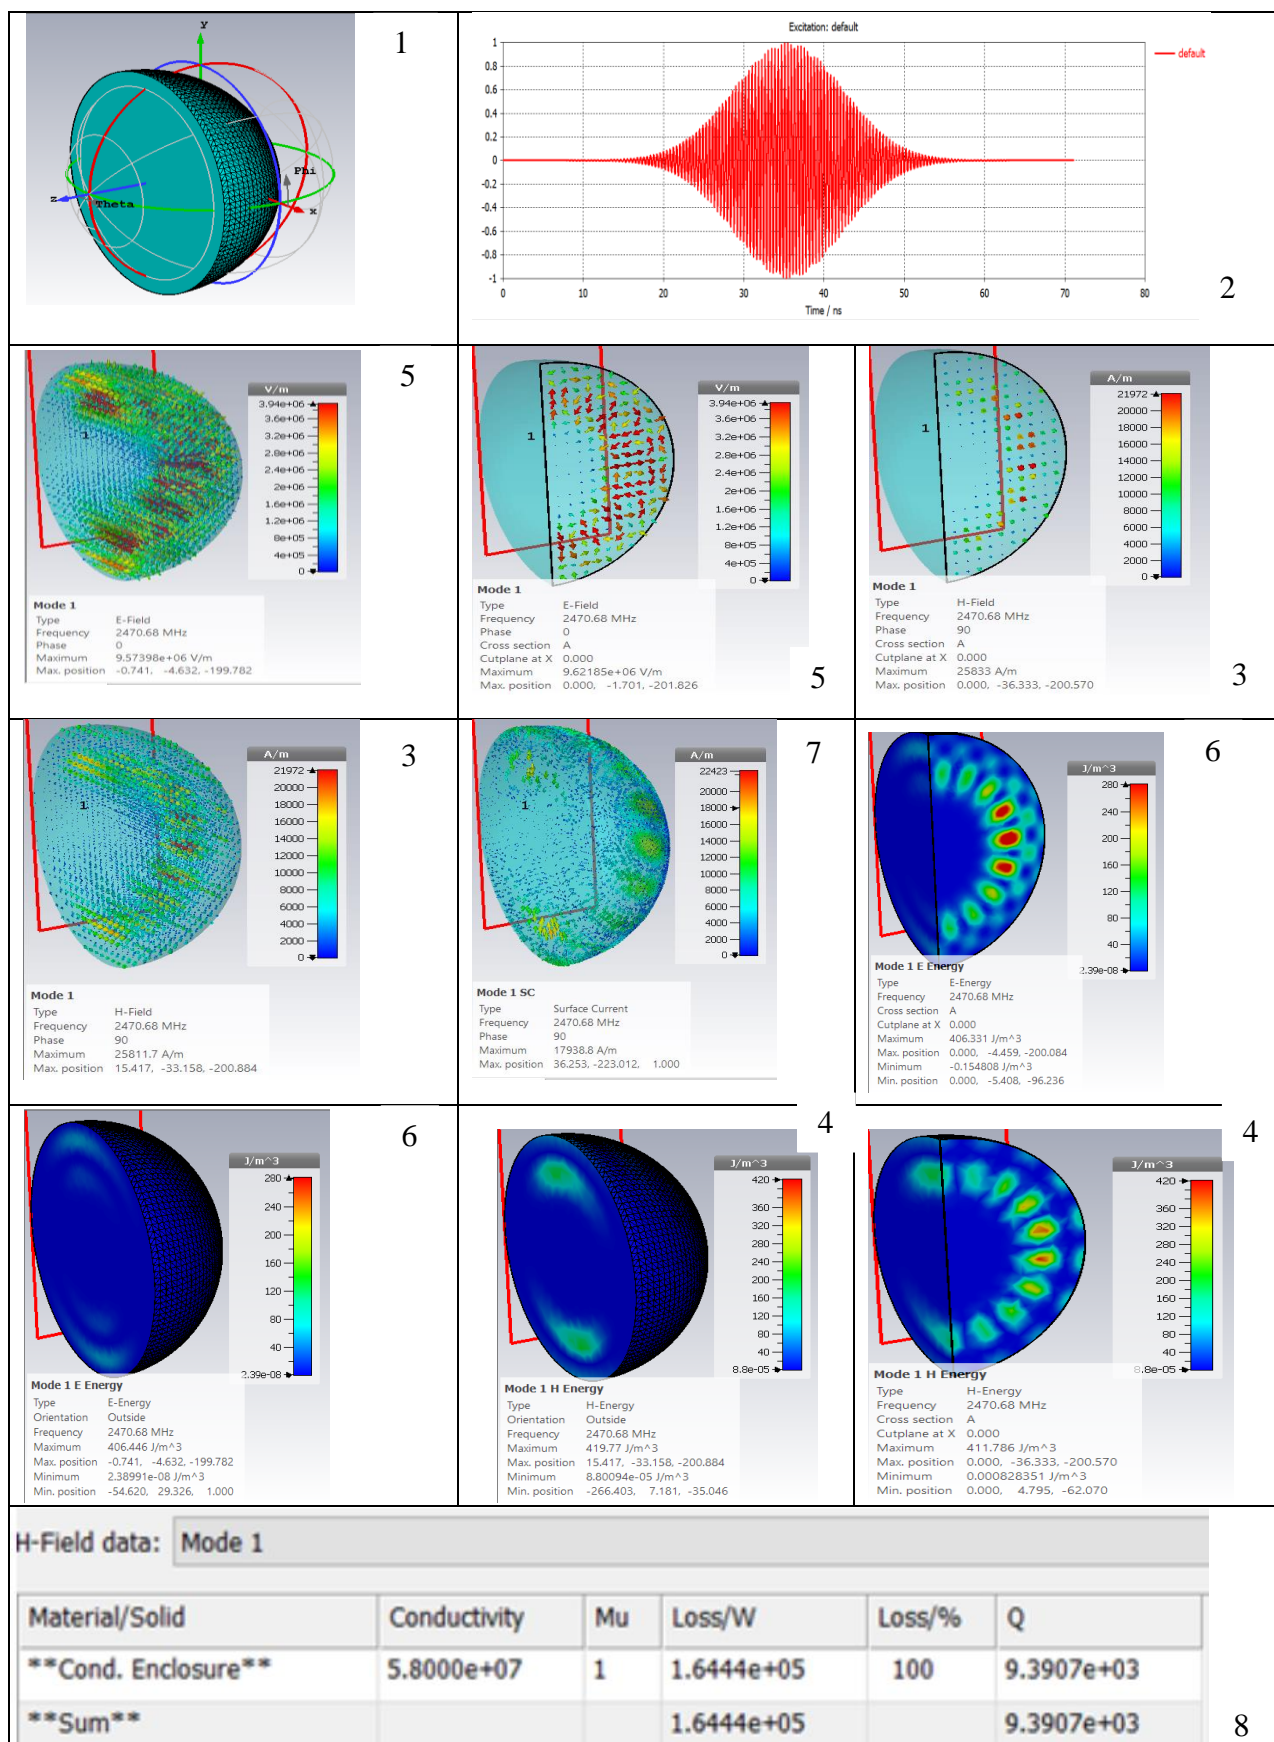 y
z
Theta
Phi
x
1
Excitation: default
1
0.8
0.6
0.4
0.2
0
-0.2
-0.4
-0.6
-0.8
-1
0 10 20 30 40 50 60 70 80
Time / ns
default
2
1
V/m
3.94e+06
3.6e+06
3.2e+06
2.8e+06
2.4e+06
2e+06
1.6e+06
1.2e+06
8e+05
4e+05
0
Mode 1
Type E-Field
Frequency 2470.68 MHz
Phase 0
Maximum 9.57398e+06 V/m
Max. position -0.741, -4.632, -199.782
5
1
V/m
3.94e+06
3.6e+06
3.2e+06
2.8e+06
2.4e+06
2e+06
1.6e+06
1.2e+06
8e+05
4e+05
0
Mode 1
Type E-Field
Frequency 2470.68 MHz
Phase 0
Cross section A
Cutplane at X 0.000
Maximum 9.62185e+06 V/m
Max. position 0.000, -1.701, -201.826
5
1
A/m
21972
20000
18000
16000
14000
12000
10000
8000
6000
4000
2000
0
Mode 1
Type H-Field
Frequency 2470.68 MHz
Phase 90
Cross section A
Cutplane at X 0.000
Maximum 25833 A/m
Max. position 0.000, -36.333, -200.570
3
1
A/m
21972
20000
18000
16000
14000
12000
10000
8000
6000
4000
2000
0
Mode 1
Type H-Field
Frequency 2470.68 MHz
Phase 90
Maximum 25811.7 A/m
Max. position 15.417, -33.158, -200.884
3
1
A/m
22423
20000
18000
16000
14000
12000
10000
8000
6000
4000
2000
0
Mode 1 SC
Type Surface Current
Frequency 2470.68 MHz
Phase 90
Maximum 17938.8 A/m
Max. position 36.253, -223.012, 1.000
7
J/m^3
280
240
200
160
120
80
40
2.39e-08
Mode 1 E Energy
Type E-Energy
Frequency 2470.68 MHz
Cross section A
Cutplane at X 0.000
Maximum 406.331 J/m^3
Max. position 0.000, -4.459, -200.084
Minimum -0.154808 J/m^3
Min. position 0.000, -5.408, -96.236
6
J/m^3
280
240
200
160
120
80
40
2.39e-08
Mode 1 E Energy
Type E-Energy
Orientation Outside
Frequency 2470.68 MHz
Maximum 406.446 J/m^3
Max. position -0.741, -4.632, -199.782
Minimum 2.38991e-08 J/m^3
Min. position -54.620, 29.326, 1.000
6
J/m^3
420
360
320
280
240
200
160
120
80
40
8.8e-05
Mode 1 H Energy
Type H-Energy
Orientation Outside
Frequency 2470.68 MHz
Maximum 419.77 J/m^3
Max. position 15.417, -33.158, -200.884
Minimum 8.80094e-05 J/m^3
Min. position -266.403, 7.181, -35.046
4
J/m^3
420
360
320
280
240
200
160
120
80
40
8.8e-05
Mode 1 H Energy
Type H-Energy
Frequency 2470.68 MHz
Cross section A
Cutplane at X 0.000
Maximum 411.786 J/m^3
Max. position 0.000, -36.333, -200.570
Minimum 0.000828351 J/m^3
Min. position 0.000, 4.795, -62.070
4
H-Field data: Mode 1
Material/Solid Conductivity Mu Loss/W Loss/% Q
**Cond. Enclosure** 5.8000e+07 1 1.6444e+05 100 9.3907e+03
**Sum** 1.6444e+05 9.3907e+03
8